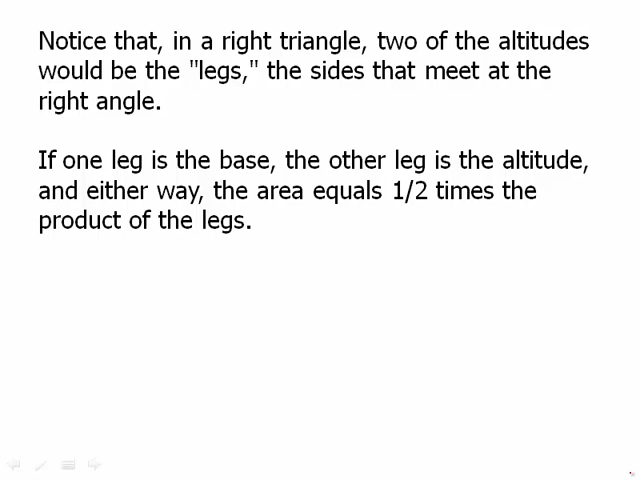 Notice that, in a right triangle, two of the altitudes
would be the "legs," the sides that meet at the
right angle.
If one leg is the base, the other leg is the altitude,
and either way, the area equals 1/2 times the
product of the legs.